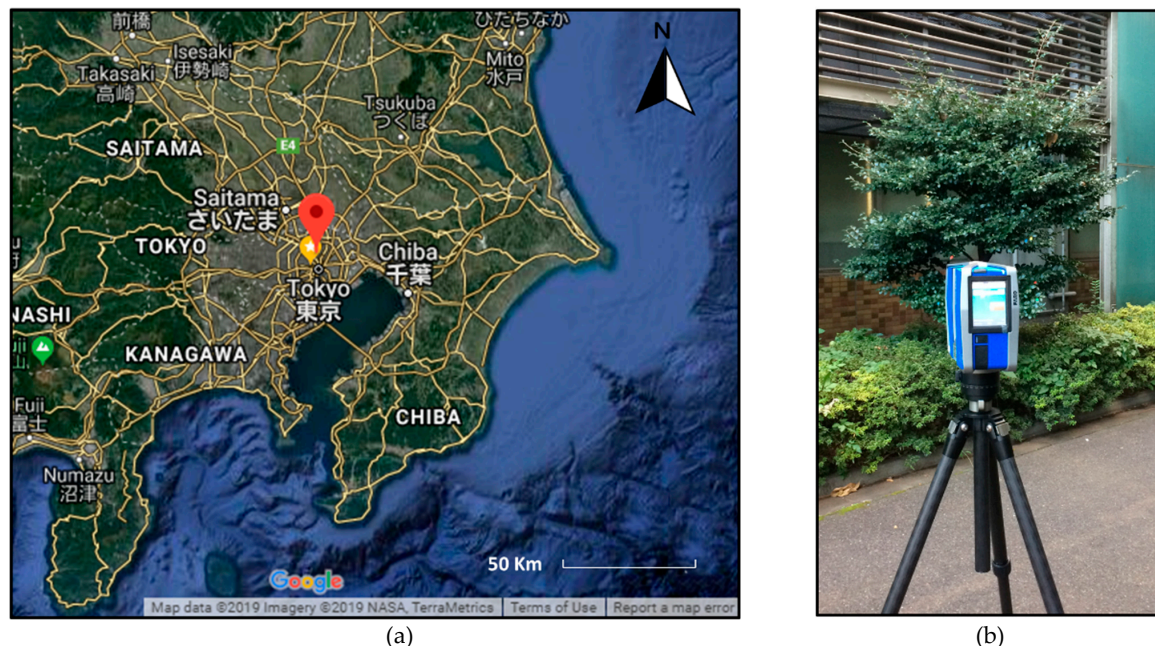 前橋
Takasaki
高崎
Isesaki
伊勢崎
ひたちなか
Mito
水戸
N
Tsukuba
つくば
SAITAMA
E4
Saitama
さいたま
TOKYO
Chiba
千葉
Tokyo
東京
NASHI
KANAGAWA
CHIBA
Fuji
富士
Numazu
沼津
50 Km
Google
Map data ©2019 Imagery ©2019 NASA, TerraMetrics
Terms of Use
Report a map error
FARO
(a)
(b)